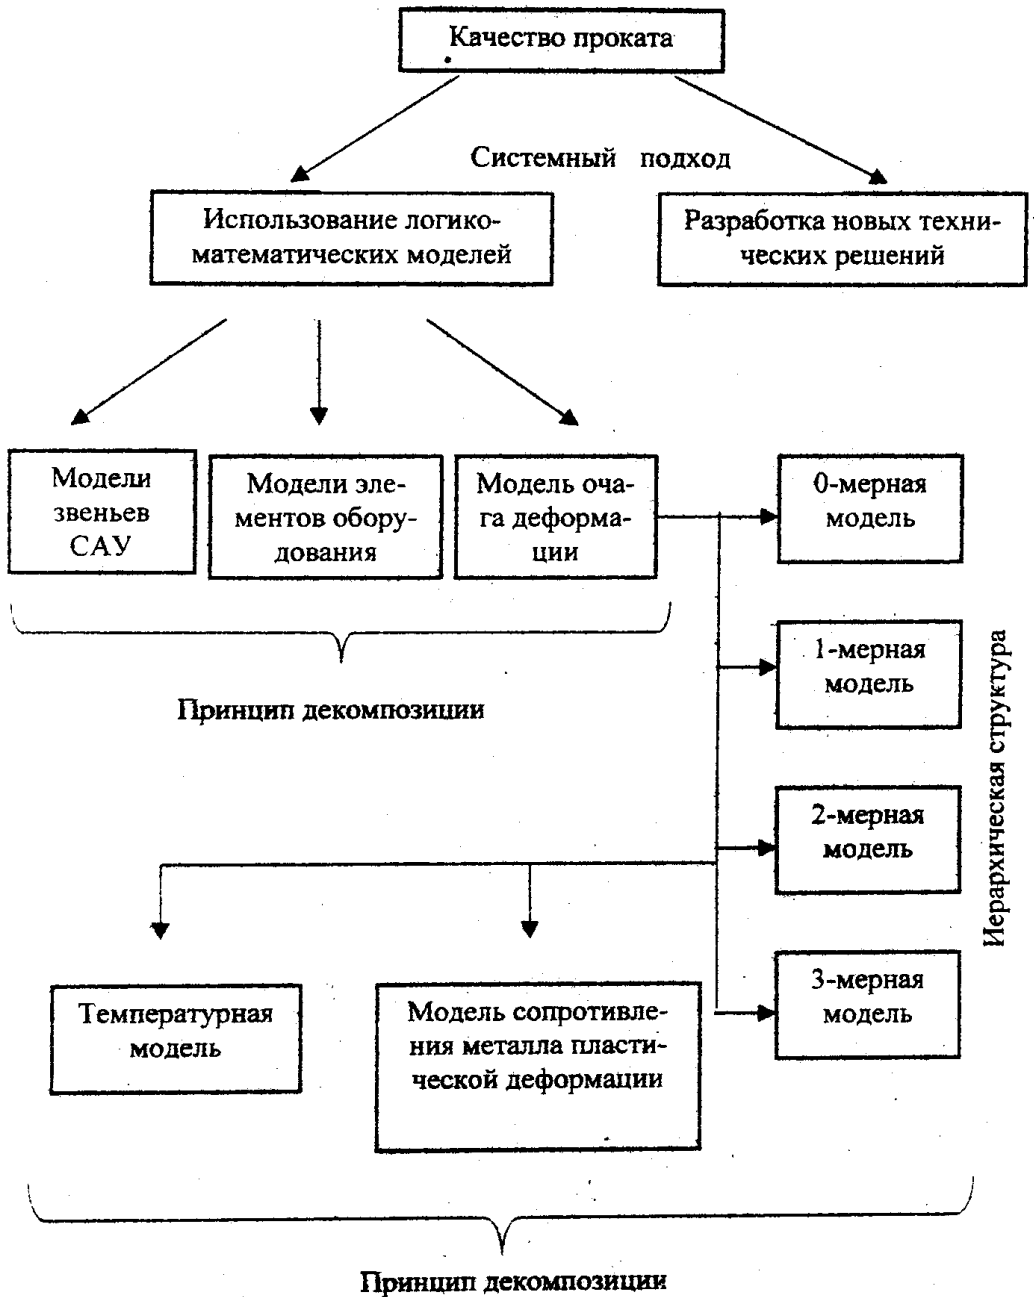 Качество проката
Системный подход
Использование логико-
математических моделей
Разработка новых техни-
ческих решений
Модели
звеньев
САУ
Модели эле-
ментов обору-
дования
Модель оча-
га деформа-
ции
0-мерная
модель
1-мерная
модель
Принцип декомпозиции
2-мерная
модель
Иерархическая структура
3-мерная
модель
Температурная
модель
Модель сопротивле-
ния металла пласти-
ческой деформации
Принцип декомпозиции